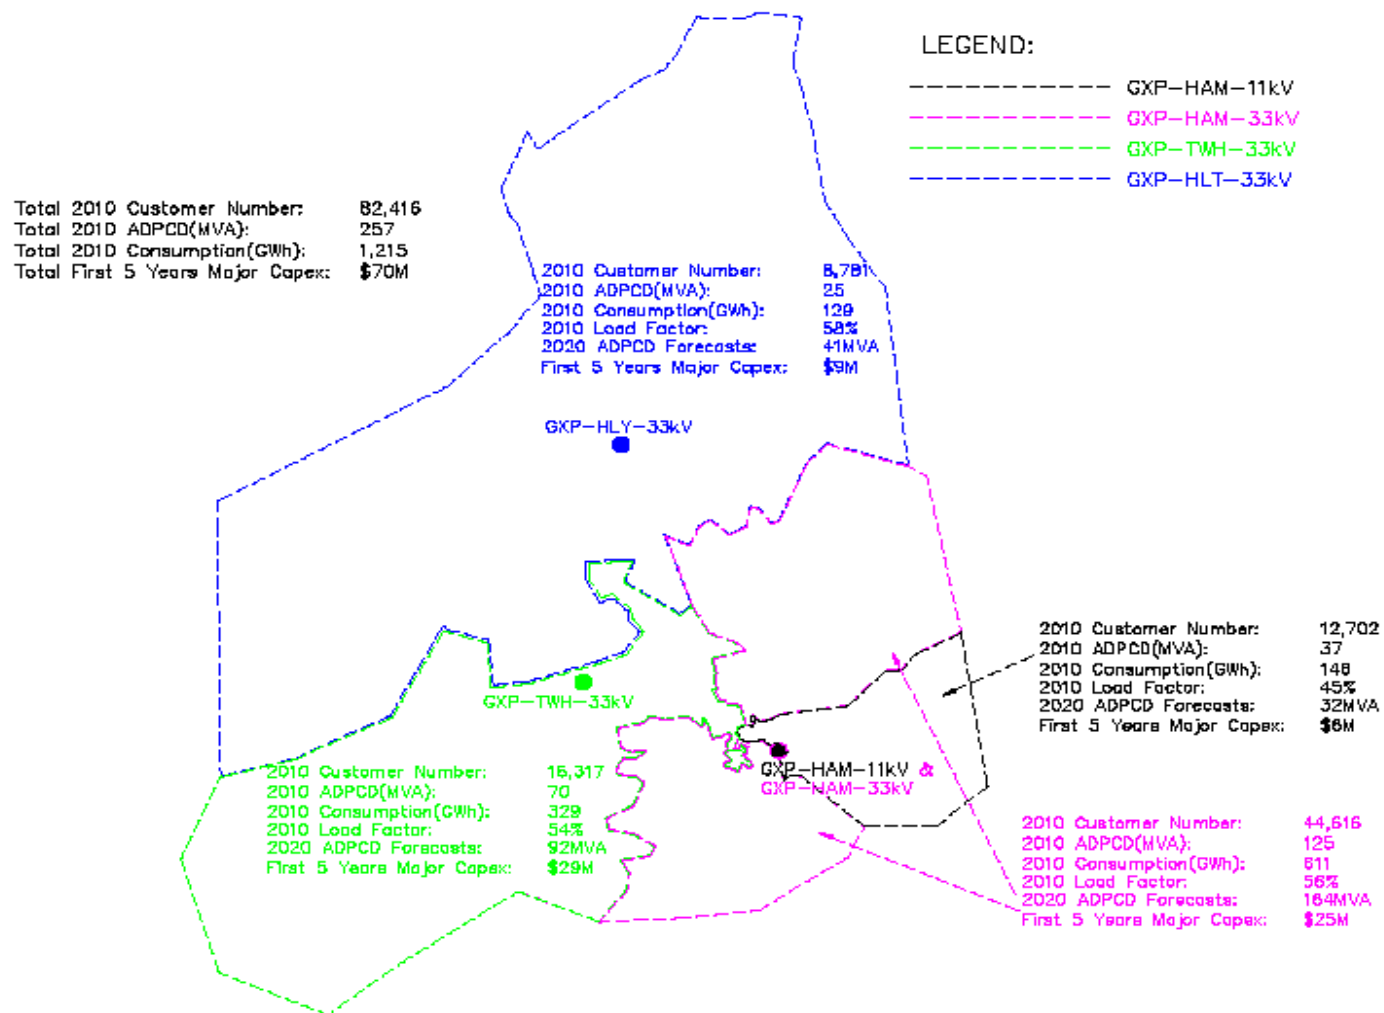 LEGEND:
GXP-HAM-11kV
GXP-HAM-33kV
GXP-TWH-33kV
GXP-HLT-33kV
Total 2010 Customer Number: 82,416
Total 2010 ADPCD(MVA): 257
Total 2010 Consumption(GWh): 1,215
Total First 5 Years Major Capex: $70M
2010 Customer Number: 8,781
2010 ADPCD(MVA): 25
2010 Consumption(GWh): 129
2010 Load Factor: 58%
2020 ADPCD Forecasts: 41MVA
First 5 Years Major Capex: $9M
GXP-HLY-33kV
2010 Customer Number: 12,702
2010 ADPCD(MVA): 37
2010 Consumption(GWh): 146
2010 Load Factor: 45%
2020 ADPCD Forecasts: 32MVA
First 5 Years Major Capex: $6M
GXP-TWH-33kV
GXP-HAM-11kV &
GXP-HAM-33kV
2010 Customer Number: 16,317
2010 ADPCD(MVA): 70
2010 Consumption(GWh): 329
2010 Load Factor: 54%
2020 ADPCD Forecasts: 92MVA
First 5 Years Major Capex: $29M
2010 Customer Number: 44,616
2010 ADPCD(MVA): 125
2010 Consumption(GWh): 611
2010 Load Factor: 56%
2020 ADPCD Forecasts: 164MVA
First 5 Years Major Capex: $25M